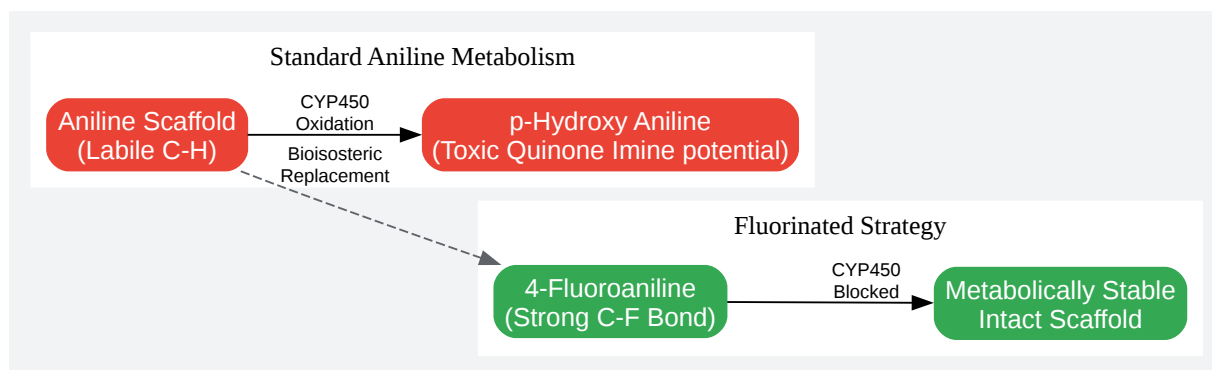 Standard Aniline Metabolism
Aniline Scaffold
(Labile C-H)
CYP450
Oxidation
p-Hydroxy Aniline
(Toxic Quinone Imine potential)
Bioisosteric
Replacement
Fluorinated Strategy
4-Fluoroaniline
(Strong C-F Bond)
CYP450
Blocked
Metabolically Stable
Intact Scaffold